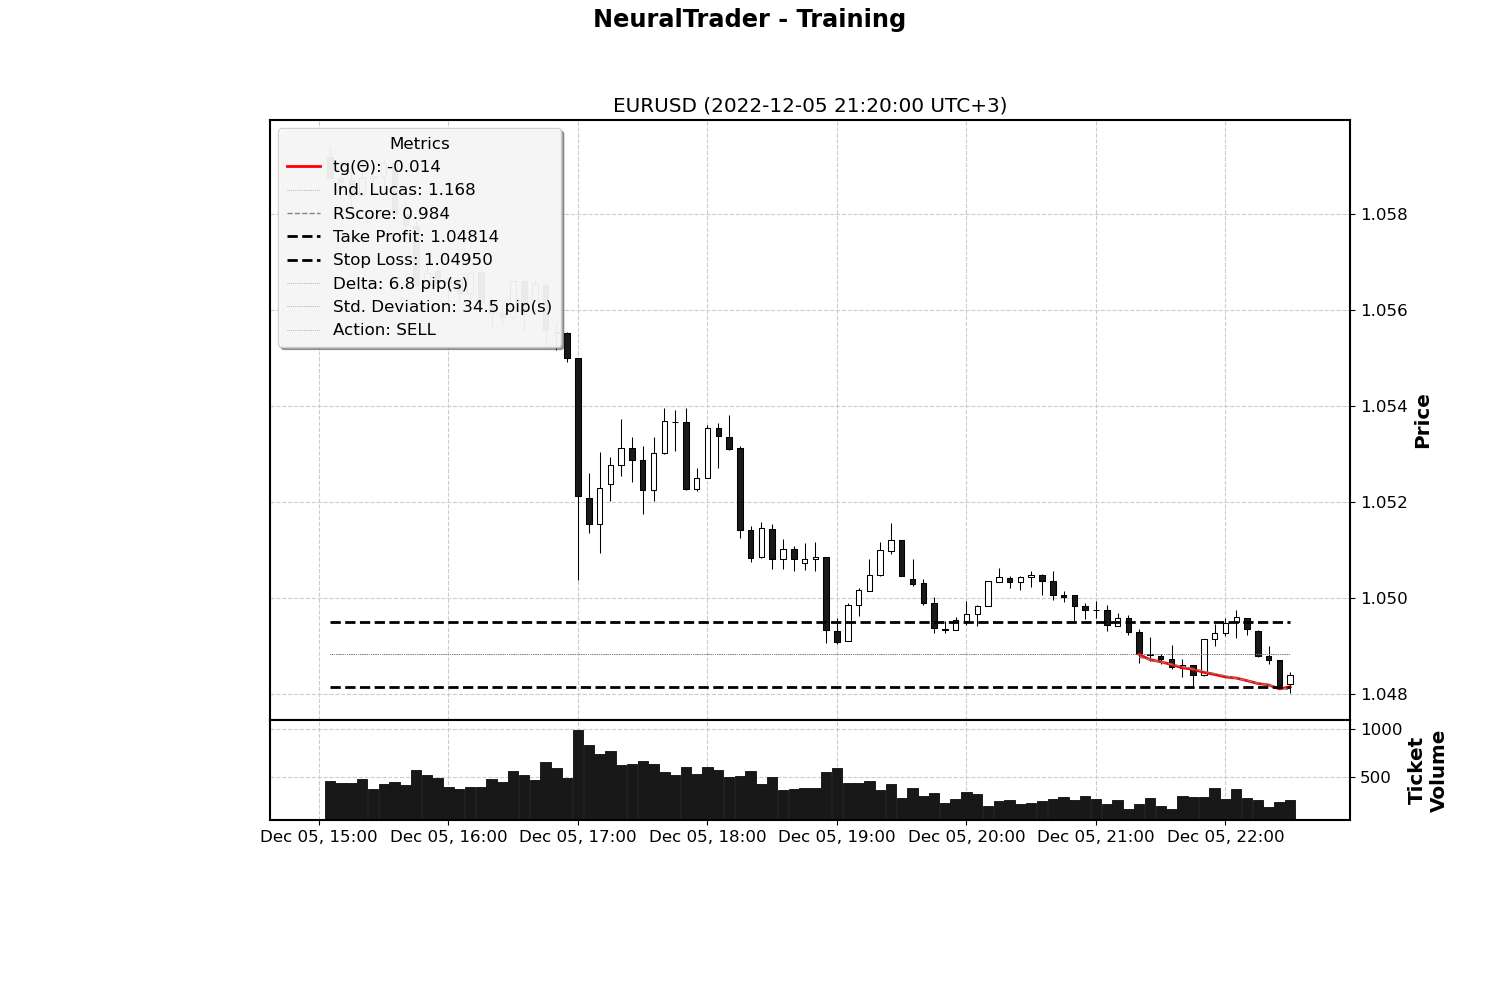 NeuralTrader - Training
EURUSD (2022-12-05 21:20:00 UTC+3)
Metrics
tg(Θ): -0.014
Ind. Lucas: 1.168
RScore: 0.984
Take Profit: 1.04814
Stop Loss: 1.04950
Delta: 6.8 pip(s)
Std. Deviation: 34.5 pip(s)
Action: SELL
1.058
1.056
1.054
1.052
1.050
1.048
Price
1000
500
Ticket
Volume
Dec 05, 15:00 Dec 05, 16:00 Dec 05, 17:00 Dec 05, 18:00 Dec 05, 19:00 Dec 05, 20:00 Dec 05, 21:00 Dec 05, 22:00